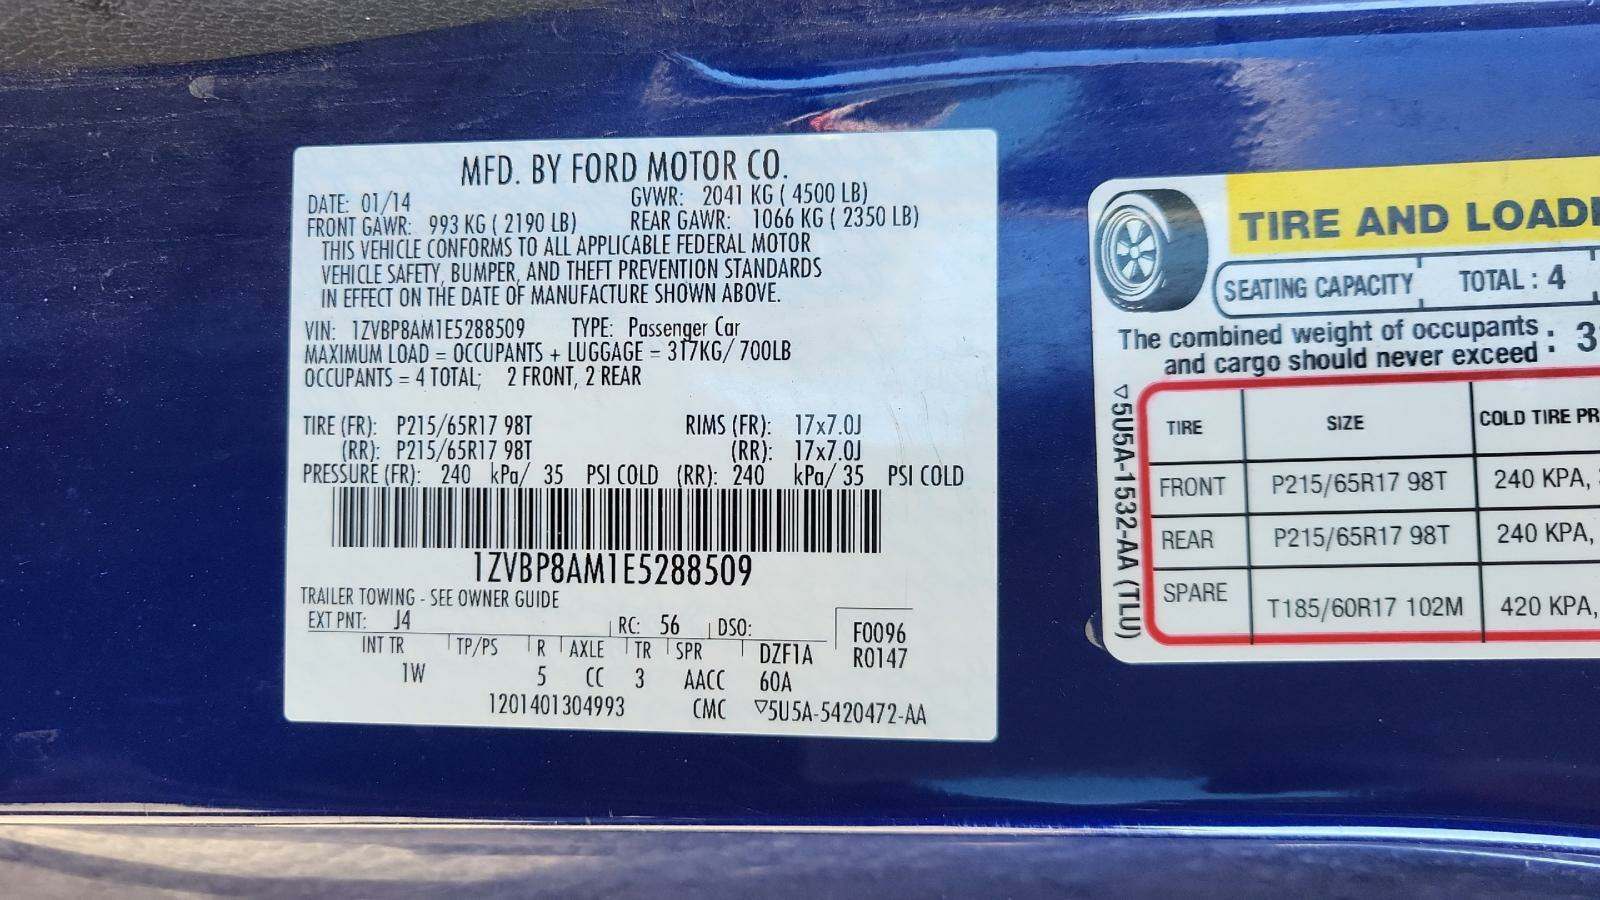 MFD. BY FORD MOTOR CO.
DATE: 01/14 GVWR: 2041 KG ( 4500 LB)
FRONT GAWR: 993 KG ( 2190 LB) REAR GAWR: 1066 KG ( 2350 LB)
THIS VEHICLE CONFORMS TO ALL APPLICABLE FEDERAL MOTOR
VEHICLE SAFETY, BUMPER, AND THEFT PREVENTION STANDARDS
IN EFFECT ON THE DATE OF MANUFACTURE SHOWN ABOVE.
VIN: 1ZVBP8AM1E5288509 TYPE: Passenger Car
MAXIMUM LOAD = OCCUPANTS + LUGGAGE = 317KG/ 700LB
OCCUPANTS = 4 TOTAL; 2 FRONT, 2 REAR
TIRE (FR): P215/65R17 98T RIMS (FR): 17x7.0J
(RR): P215/65R17 98T (RR): 17x7.0J
PRESSURE (FR): 240 kPa/ 35 PSI COLD (RR): 240 kPa/ 35 PSI COLD
1ZVBP8AM1E5288509
TRAILER TOWING - SEE OWNER GUIDE
EXT PNT: J4 RC: 56 DSO: F0096
INT TR TP/PS R AXLE TR SPR DZF1A R0147
1W 5 CC 3 AACC 60A
1201401304993 CMC ▽5U5A-5420472-AA
TIRE AND LOADI
SEATING CAPACITY TOTAL : 4
The combined weight of occupants
and cargo should never exceed : 3
TIRE SIZE COLD TIRE PR
FRONT P215/65R17 98T 240 KPA,
REAR P215/65R17 98T 240 KPA,
SPARE T185/60R17 102M 420 KPA,
▽5U5A-1532-AA (TLU)